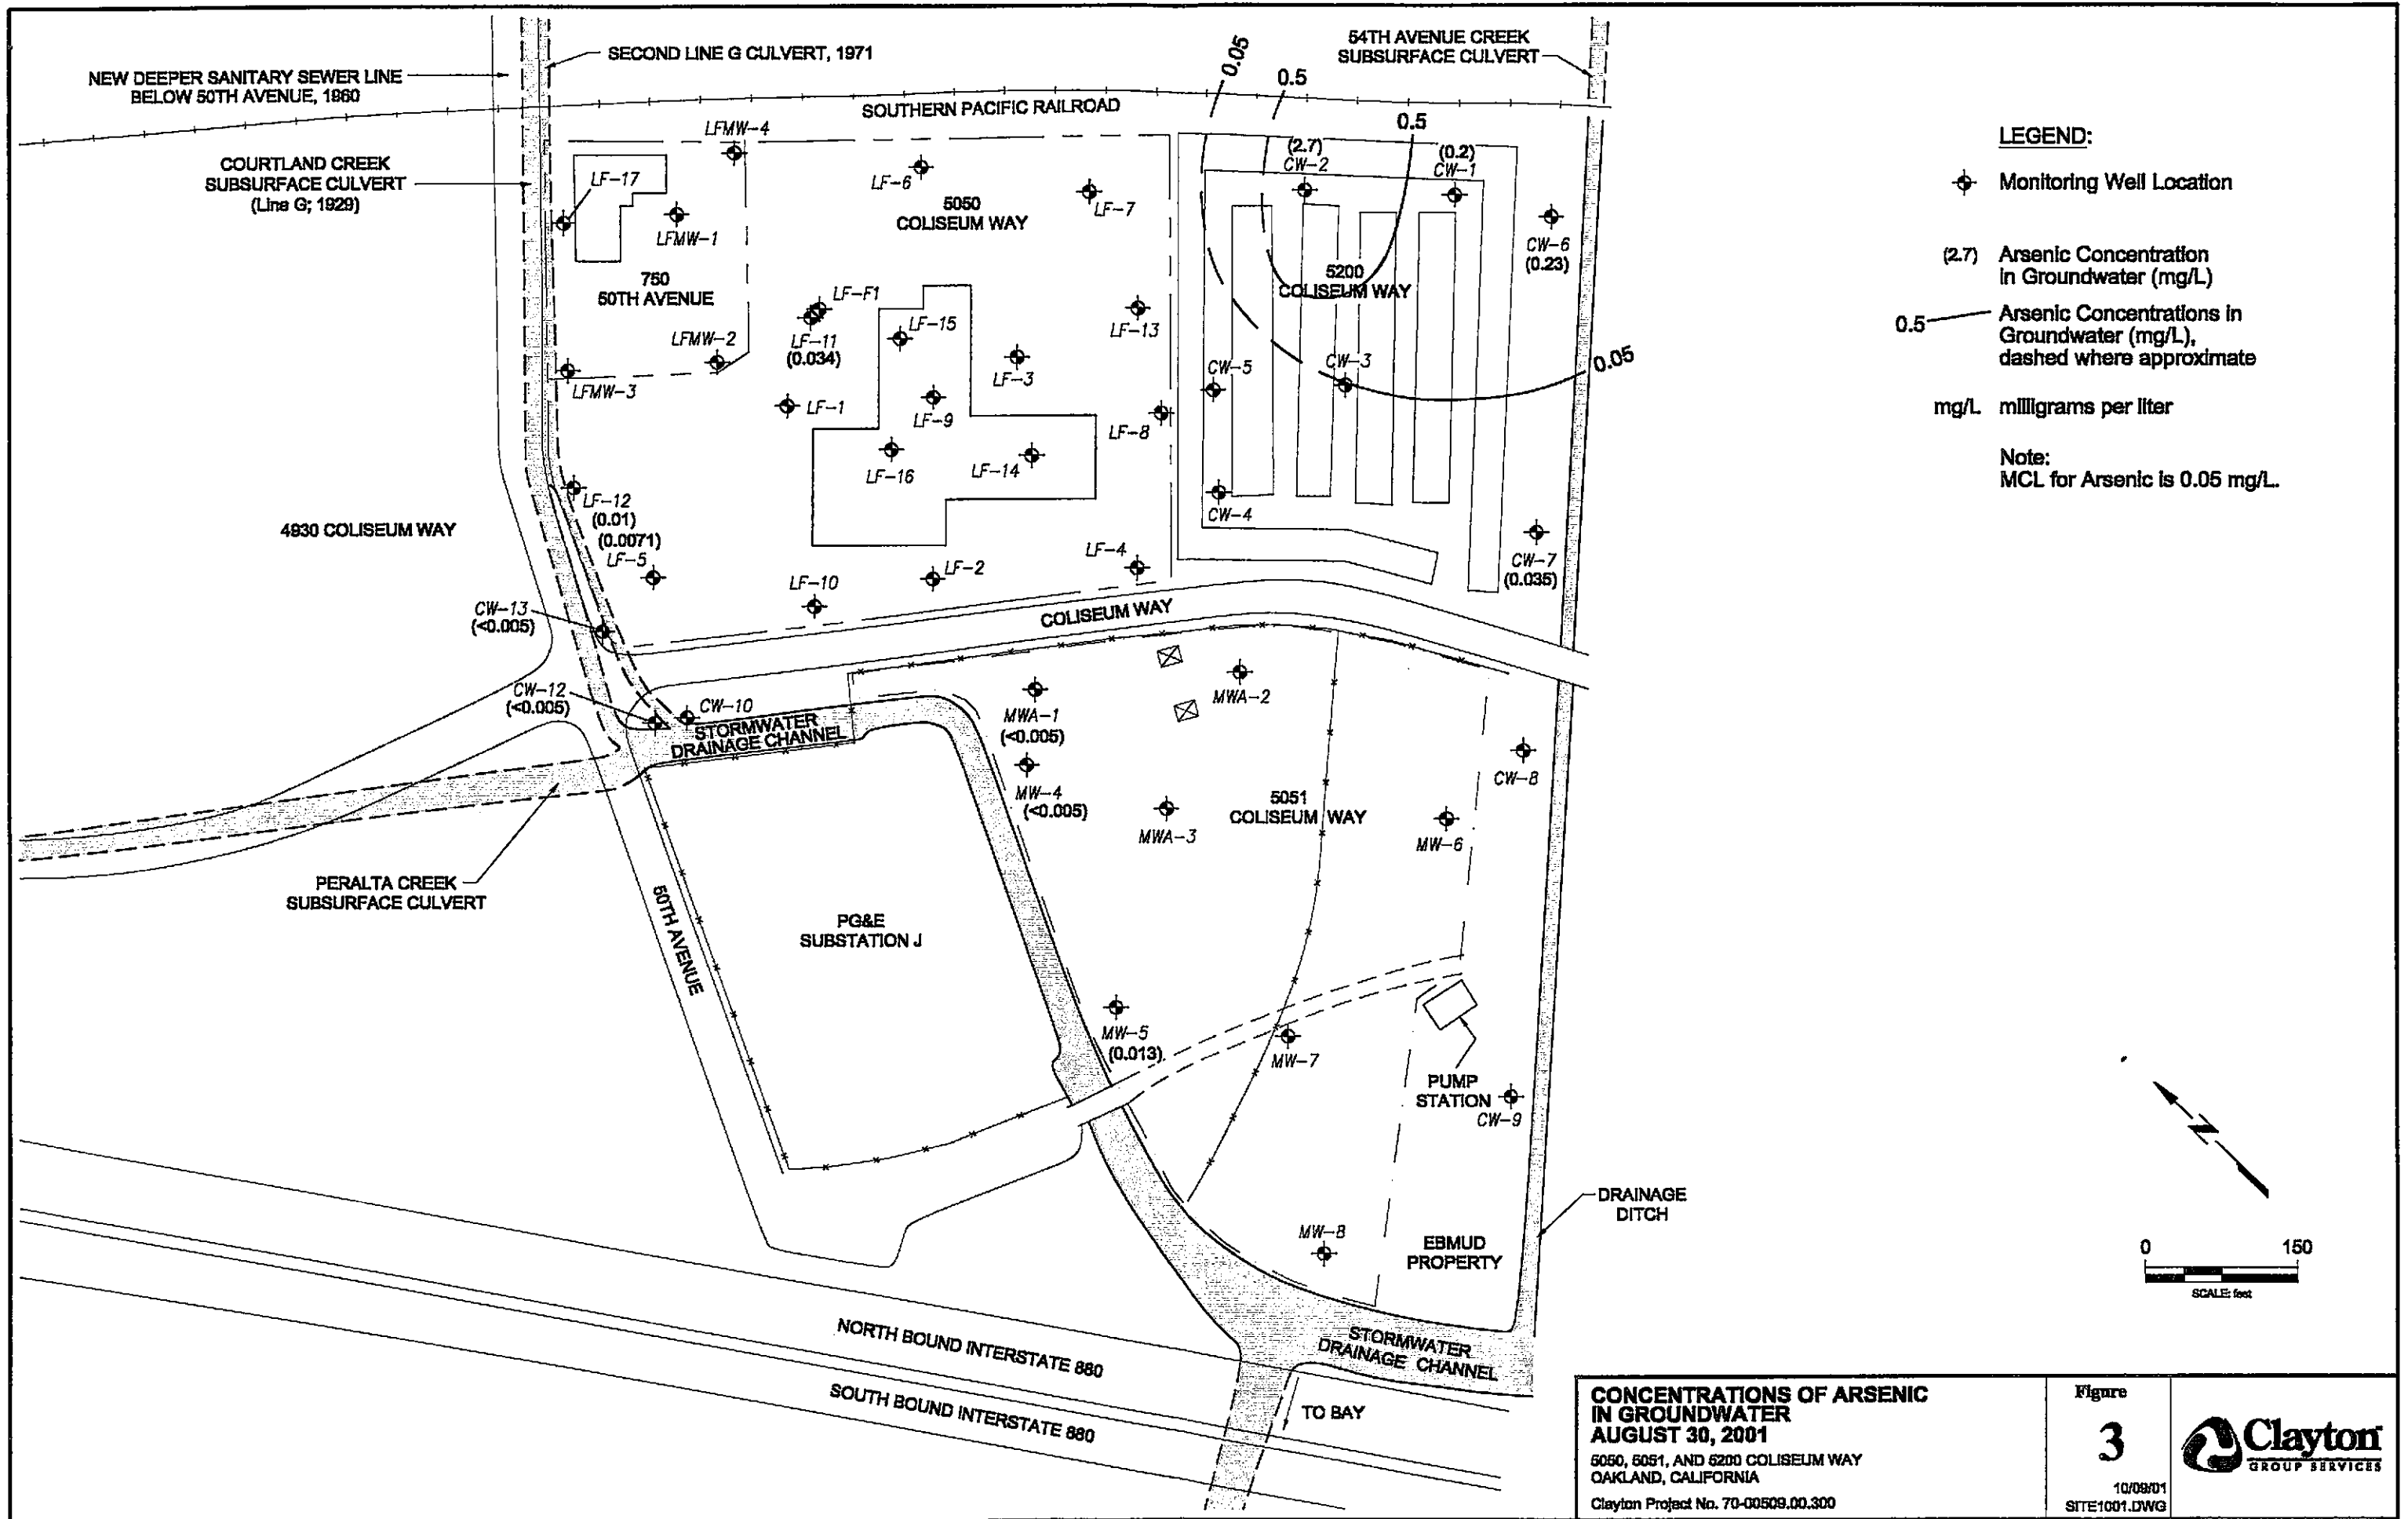 NEW DEEPER SANITARY SEWER LINE
BELOW 50TH AVENUE, 1960
SECOND LINE G CULVERT, 1971
54TH AVENUE CREEK
SUBSURFACE CULVERT
0.05
0.5
SOUTHERN PACIFIC RAILROAD
COURTLAND CREEK
SUBSURFACE CULVERT
(Line G; 1929)
LFMW-4
LF-17
LFMW-1
LF-6
5050
COLISEUM WAY
LF-7
0.5
(2.7)
CW-2
(0.2)
CW-1
CW-6
(0.23)
750
50TH AVENUE
5200
COLISEUM WAY
LF-F1
LF-11
(0.034)
LF-15
LF-13
LFMW-2
LFMW-3
LF-1
LF-3
LF-9
LF-8
CW-5
CW-3
0.05
LF-16
LF-14
CW-4
LF-12
(0.01)
(0.0071)
LF-5
4930 COLISEUM WAY
LF-10
LF-2
LF-4
CW-7
(0.035)
CW-13
(<0.005)
COLISEUM WAY
CW-12
(<0.005)
CW-10
STORMWATER
DRAINAGE CHANNEL
MWA-1
(<0.005)
MWA-2
MW-4
(<0.005)
MWA-3
5051
COLISEUM WAY
CW-8
MW-6
PERALTA CREEK
SUBSURFACE CULVERT
50TH AVENUE
PG&E
SUBSTATION J
MW-5
(0.013)
MW-7
PUMP
STATION
CW-9
DRAINAGE
DITCH
MW-8
EBMUD
PROPERTY
STORMWATER
DRAINAGE CHANNEL
NORTH BOUND INTERSTATE 880
SOUTH BOUND INTERSTATE 880
TO BAY
LEGEND:
Monitoring Well Location
(2.7) Arsenic Concentration
in Groundwater (mg/L)
0.5 Arsenic Concentrations in
Groundwater (mg/L),
dashed where approximate
mg/L milligrams per liter
Note:
MCL for Arsenic is 0.05 mg/L.
N
0 150
SCALE: feet
CONCENTRATIONS OF ARSENIC
IN GROUNDWATER
AUGUST 30, 2001
5050, 5051, AND 5200 COLISEUM WAY
OAKLAND, CALIFORNIA
Clayton Project No. 70-00509.00.300
Figure
3
10/09/01
SITE1001.DWG
Clayton
GROUP SERVICES